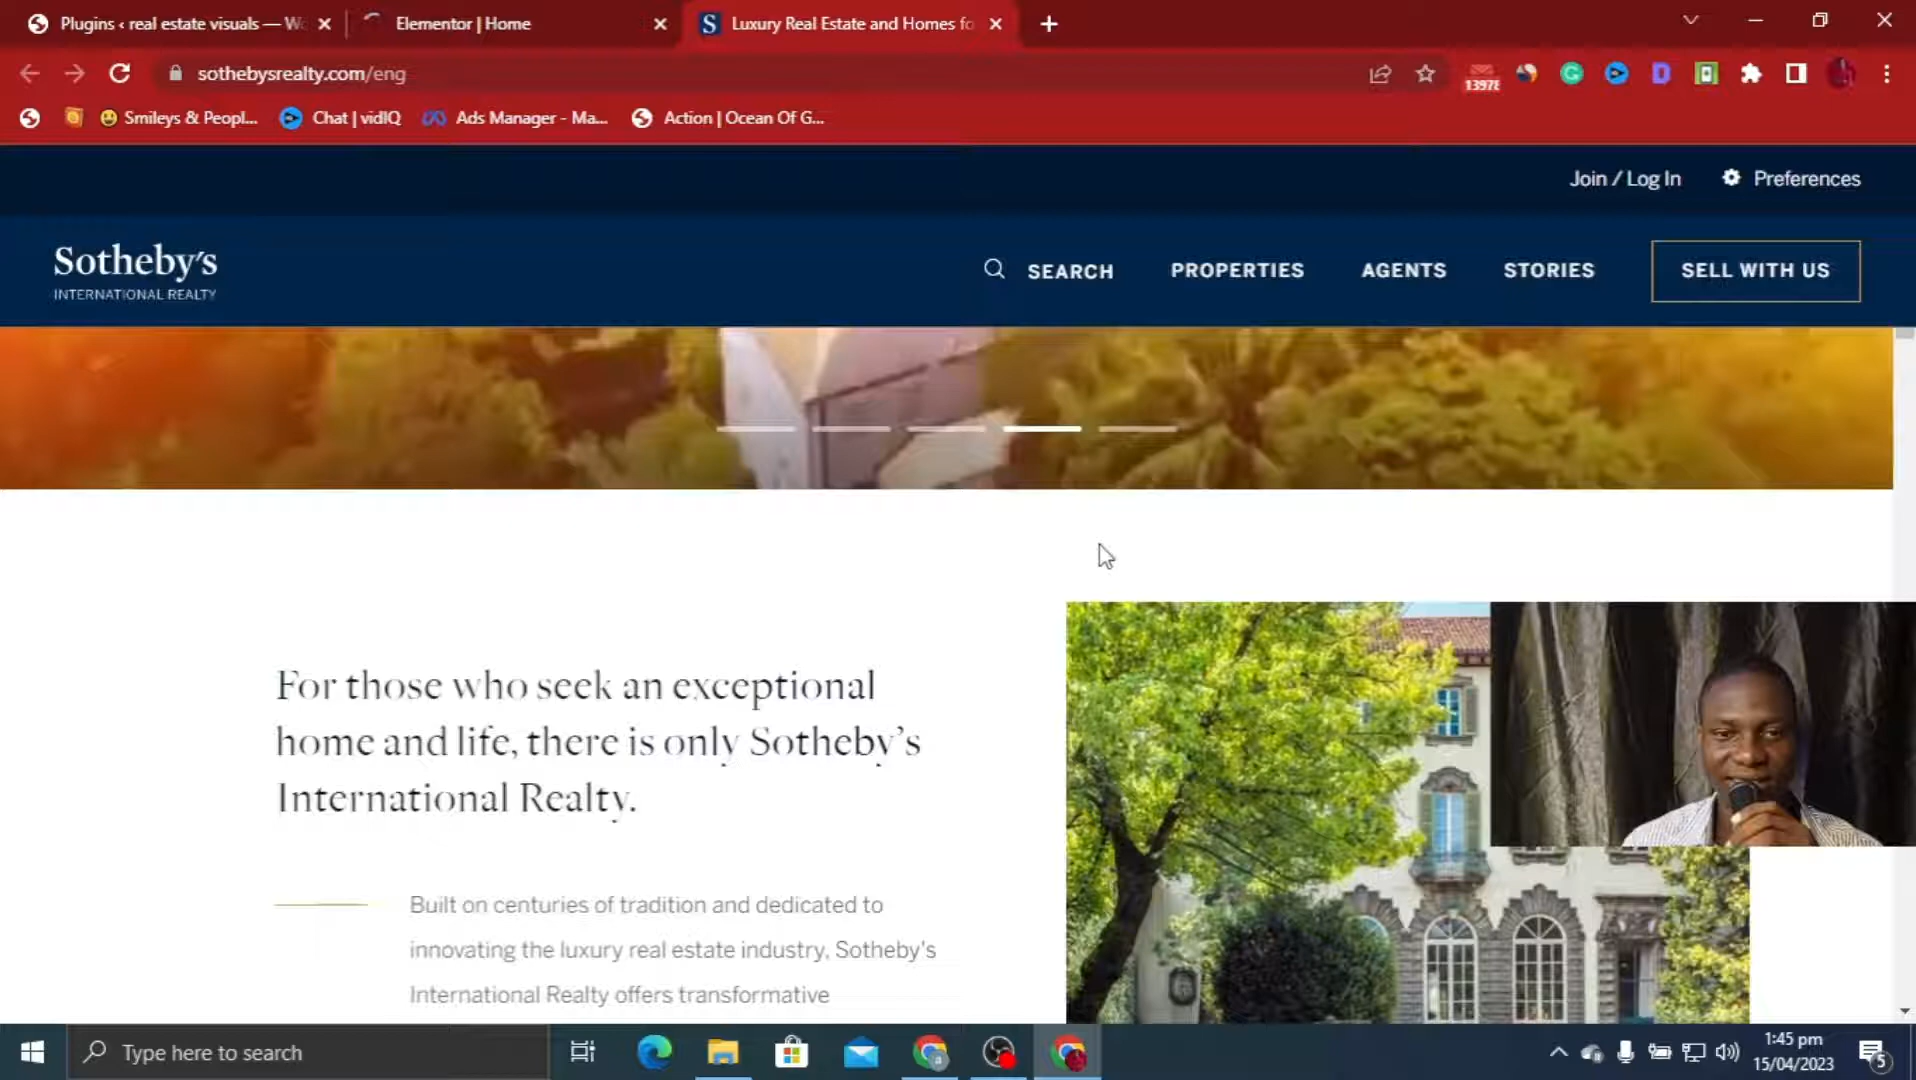 Plugins ‹ real estate visuals — W
Elementor | Home
Luxury Real Estate and Homes fo
sothebysrealty.com/eng
1397E
Smileys & Peopl...
Chat | vidIQ
Ads Manager - Ma...
Action | Ocean Of G...
Join / Log In
Preferences
Sotheby's
INTERNATIONAL REALTY
SEARCH
PROPERTIES
AGENTS
STORIES
SELL WITH US
For those who seek an exceptional
home and life, there is only Sotheby's
International Realty.
Built on centuries of tradition and dedicated to
innovating the luxury real estate industry, Sotheby's
International Realty offers transformative
Type here to search
1:45 pm
15/04/2023
5